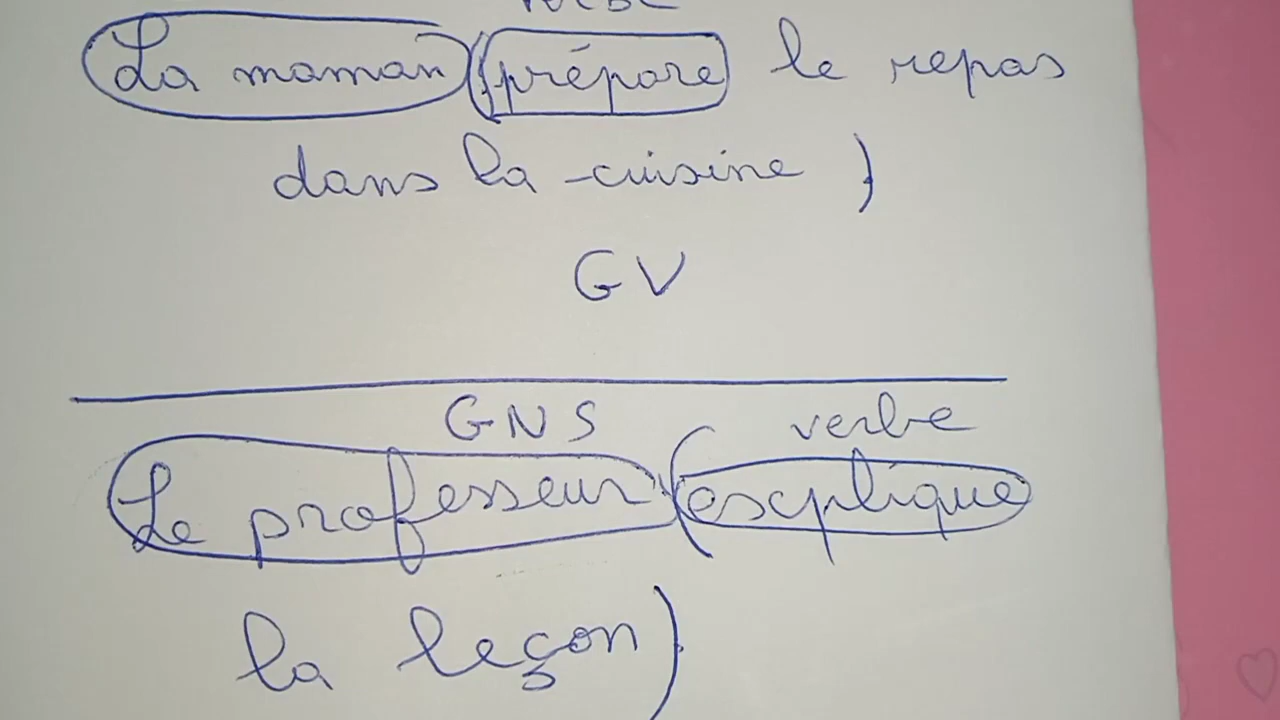 La maman (prépare le repas
dans la cuisine )
GV
GNS verbe
Le professeur (explique
la leçon)